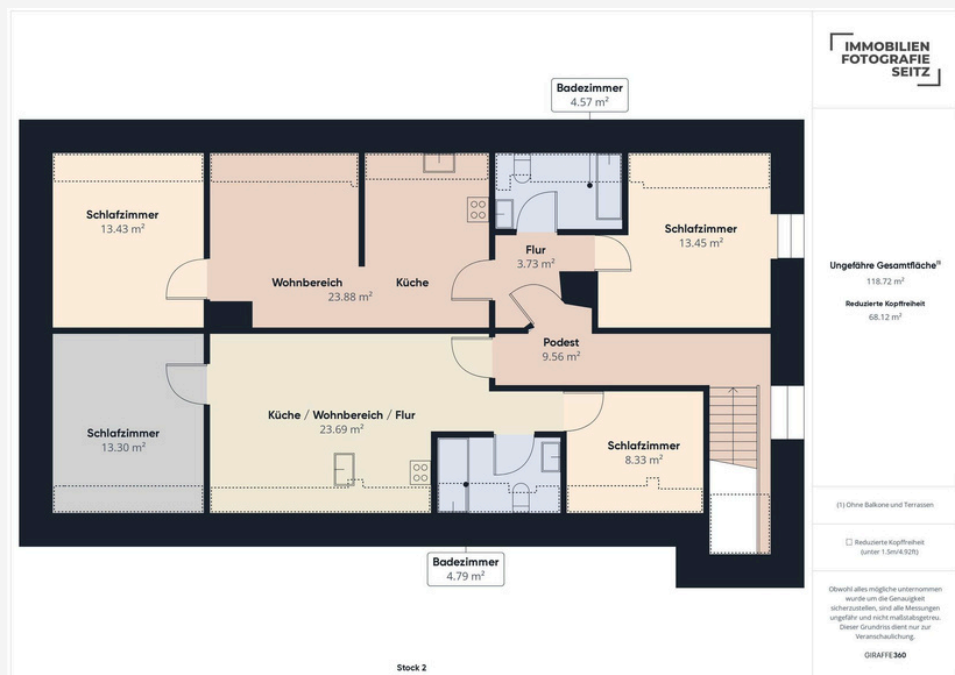 IMMOBILIEN
FOTOGRAFIE
SEITZ
Badezimmer
4.57 m²
Schlafzimmer
13.43 m²
Wohnbereich
Küche
23.88 m²
Flur
3.73 m²
Schlafzimmer
13.45 m²
Podest
9.56 m²
Schlafzimmer
13.30 m²
Küche / Wohnbereich / Flur
23.69 m²
Schlafzimmer
8.33 m²
Badezimmer
4.79 m²
Stock 2
Ungefähre Gesamtfläche⁽¹⁾
118.72 m²
Reduzierte Kopffreiheit
68.12 m²
(1) Ohne Balkone und Terrassen
Reduzierte Kopffreiheit
(unter 1.5m/4.92ft)
Obwohl alles mögliche unternommen
wurde um die Genauigkeit
sicherzustellen, sind alle Messungen
ungefähr und nicht maßstabsgetreu.
Dieser Grundriss dient nur zur
Veranschaulichung.
GIRAFFE360